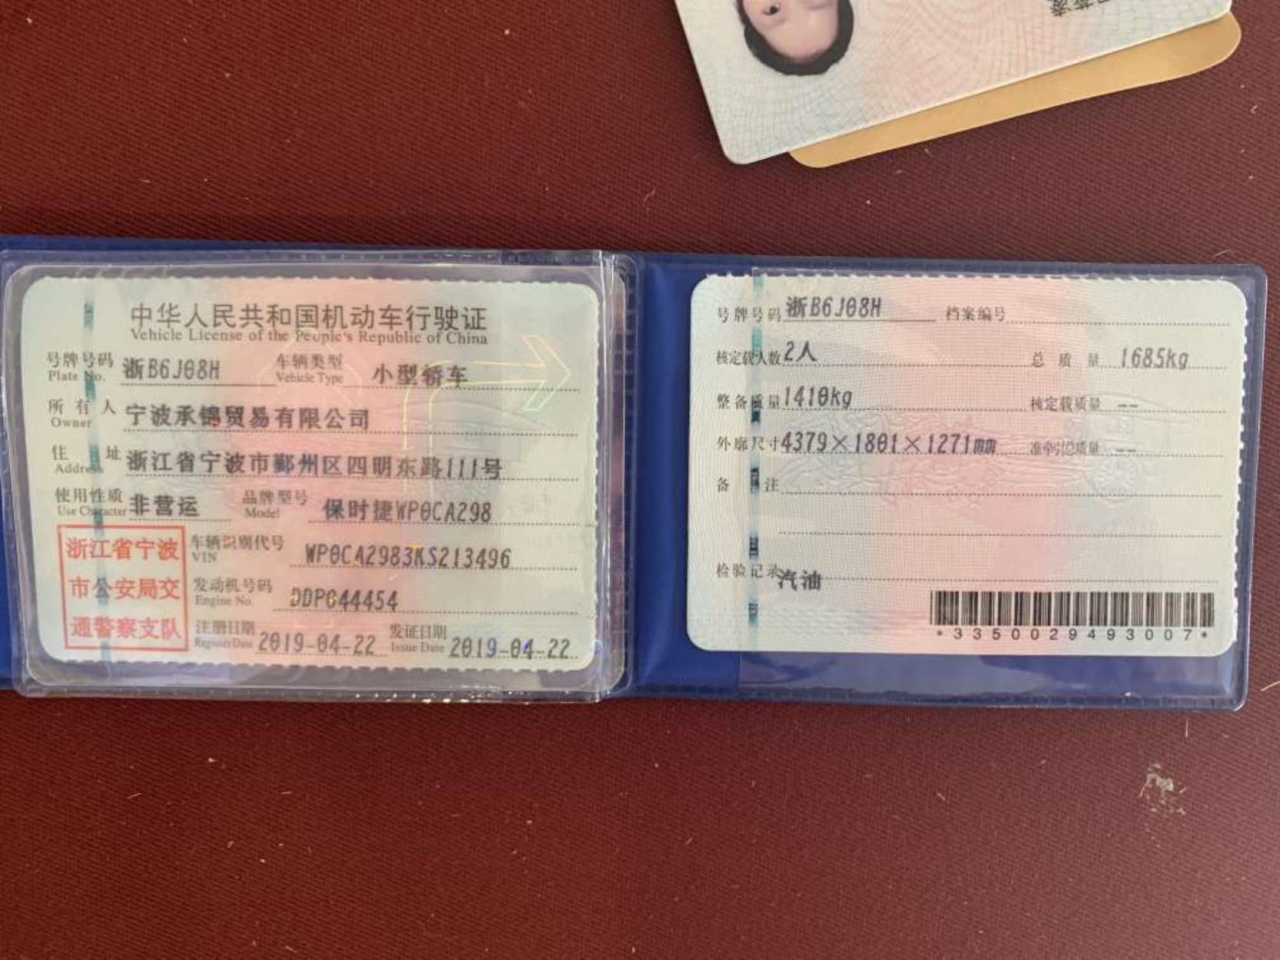 中华人民共和国机动车行驶证
Vehicle License of the People's Republic of China
号牌号码 浙B6J08H 车辆类型 小型轿车
Plate No. Vehicle Type
所有人 宁波承锦贸易有限公司
Owner
住址 浙江省宁波市鄞州区四明东路111号
Address
使用性质 非营运 品牌型号 保时捷WP0CA298
Use Character Model
浙江省宁波
市公安局交
通警察支队
车辆识别代号 WP0CA2983KS213496
VIN
发动机号码 DDP044454
Engine No.
注册日期 2019-04-22 发证日期 2019-04-22
Register Date Issue Date
号牌号码 浙B6J08H 档案编号
核定载人数 2人 总质量 1685kg
整备质量 1410kg 核定载质量 --
外廓尺寸 4379×1801×1271mm 准牵引总质量 --
备注
检验记录 汽油
*3350029493007*